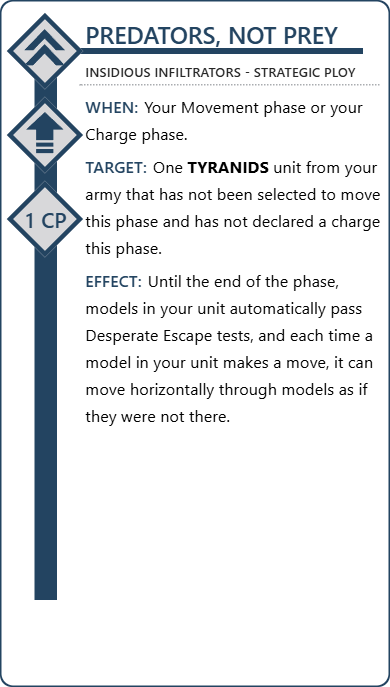 PREDATORS, NOT PREY
INSIDIOUS INFILTRATORS - STRATEGIC PLOY
WHEN: Your Movement phase or your
Charge phase.
TARGET: One TYRANIDS unit from your
army that has not been selected to move
1 CP
this phase and has not declared a charge
this phase.
EFFECT: Until the end of the phase,
models in your unit automatically pass
Desperate Escape tests, and each time a
model in your unit makes a move, it can
move horizontally through models as if
they were not there.